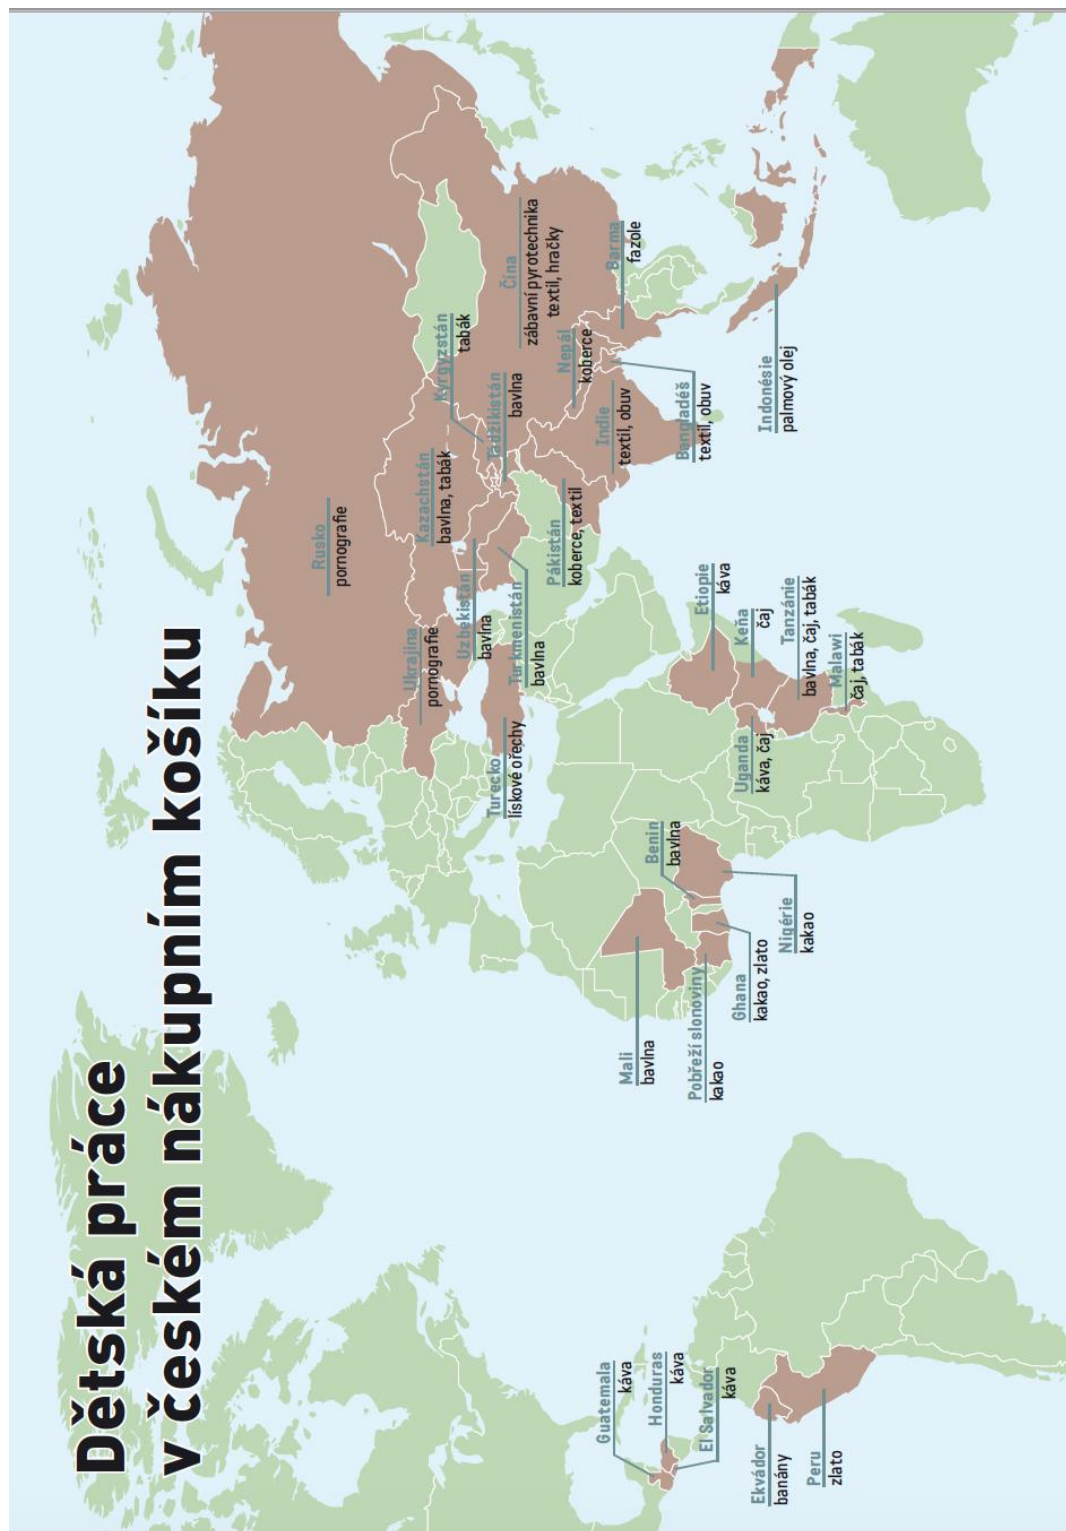 Dětská práce
v českém nákupním košíku
Guatemala
káva
Honduras
káva
El Salvador
káva
Ekvádor
banány
Peru
zlato
Mali
bavlna
Pobřeží slonoviny
kakao
Ghana
kakao, zlato
Nigérie
kakao
Benin
bavlna
Turecko
lískové ořechy
Ukrajina
pornografie
Rusko
pornografie
Uzbekistán
bavlna
Turkmenistán
bavlna
Kazachstán
bavlna, tabák
Kyrgyzstán
tabák
Tádžikistán
bavlna
Pákistán
koberce, textil
Čína
zábavní pyrotechnika
textil, hračky
Nepál
koberce
Indie
textil, obuv
Bangladéš
textil, obuv
Barma
fazole
Indonésie
palmový olej
Etiopie
káva
Keňa
čaj
Uganda
káva, čaj
Tanzánie
bavlna, čaj, tabák
Malawi
čaj, tabák